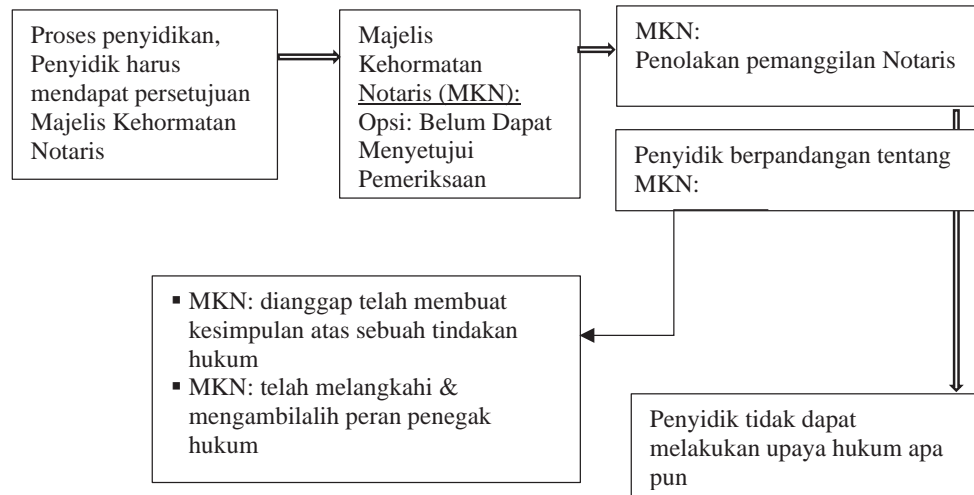 Proses penyidikan,
Penyidik harus
mendapat persetujuan
Majelis Kehormatan
Notaris
Majelis
Kehormatan
Notaris (MKN):
Opsi: Belum Dapat
Menyetujui
Pemeriksaan
MKN:
Penolakan pemanggilan Notaris
Penyidik berpandangan tentang
MKN:
▪ MKN: dianggap telah membuat
kesimpulan atas sebuah tindakan
hukum
▪ MKN: telah melangkahi &
mengambilalih peran penegak
hukum
Penyidik tidak dapat
melakukan upaya hukum apa
pun